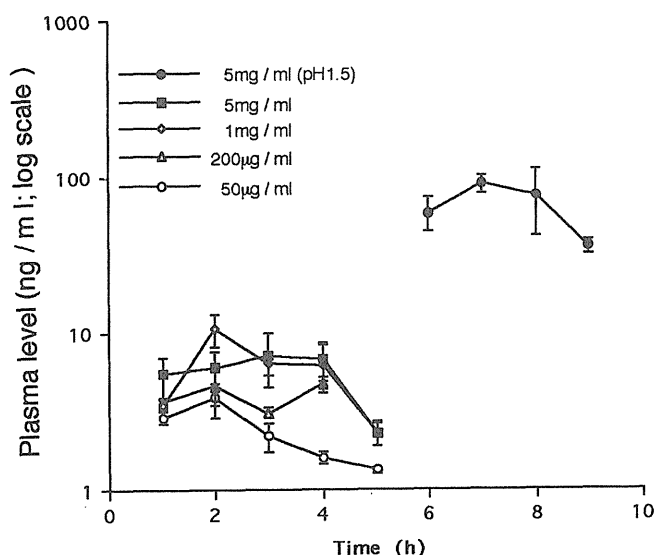 1000
100
10
1
Plasma level (ng / m l; log scale )
5mg / ml (pH1.5)
5mg / ml
1mg / ml
200µg / ml
50µg / ml
0
2
4
6
8
10
Time (h)